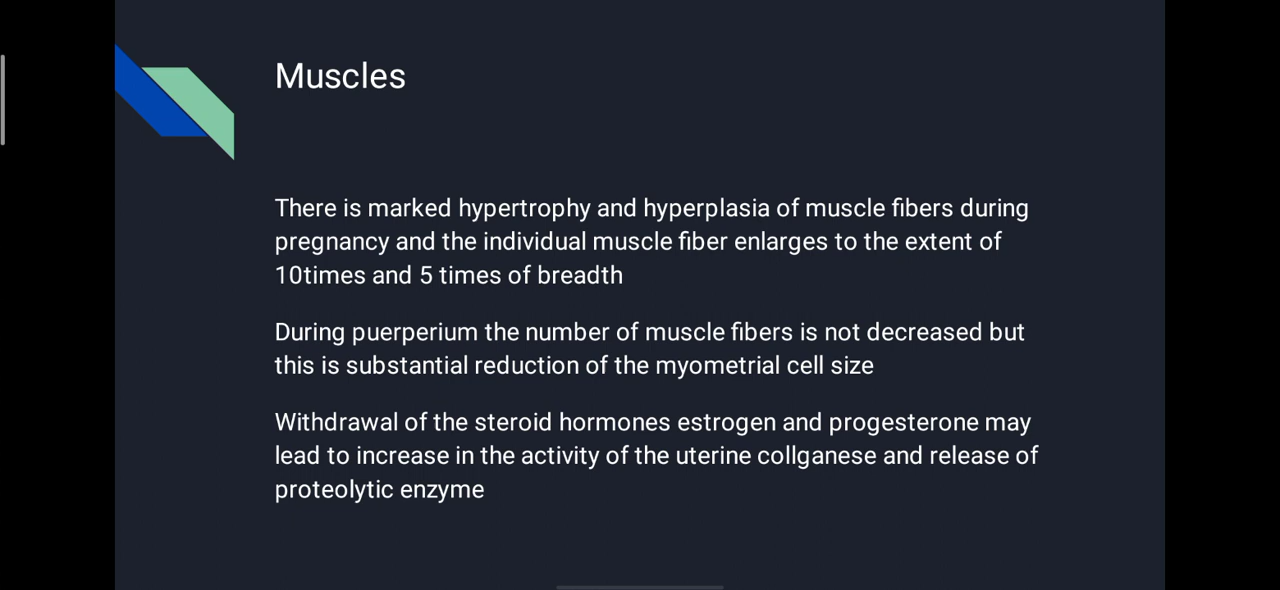 Muscles
There is marked hypertrophy and hyperplasia of muscle fibers during
pregnancy and the individual muscle fiber enlarges to the extent of
10times and 5 times of breadth
During puerperium the number of muscle fibers is not decreased but
this is substantial reduction of the myometrial cell size
Withdrawal of the steroid hormones estrogen and progesterone may
lead to increase in the activity of the uterine collganese and release of
proteolytic enzyme